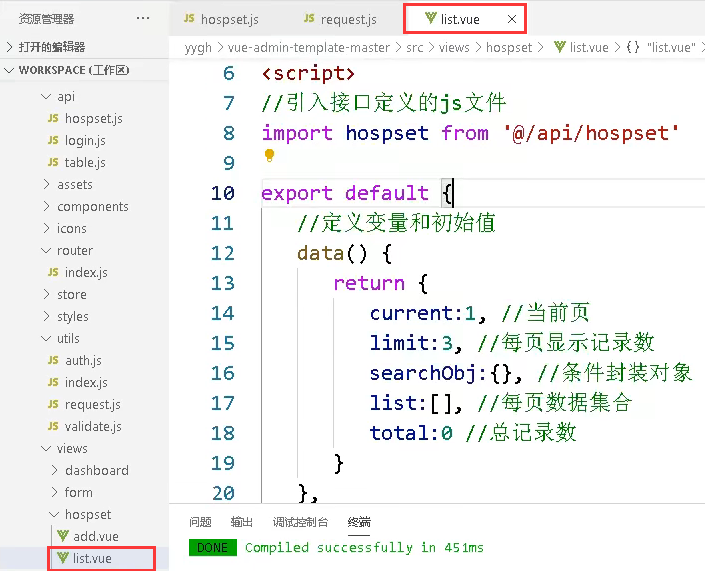 资源管理器 ···
打开的编辑器
WORKSPACE (工作区)
api
JS hospset.js
JS login.js
JS table.js
assets
components
icons
router
JS index.js
store
styles
utils
JS auth.js
JS index.js
JS request.js
JS validate.js
views
dashboard
form
hospset
add.vue
list.vue
JS hospset.js JS request.js list.vue ×
yygh > vue-admin-template-master > src > views > hospset > list.vue > {} "list.vue" >
6 <script>
7 //引入接口定义的js文件
8 import hospset from '@/api/hospset'
9
10 export default {
11 //定义变量和初始值
12 data() {
13 return {
14 current:1, //当前页
15 limit:3, //每页显示记录数
16 searchObj:{}, //条件封装对象
17 list:[], //每页数据集合
18 total:0 //总记录数
19 }
20 },
问题 输出 调试控制台 终端
DONE Compiled successfully in 451ms